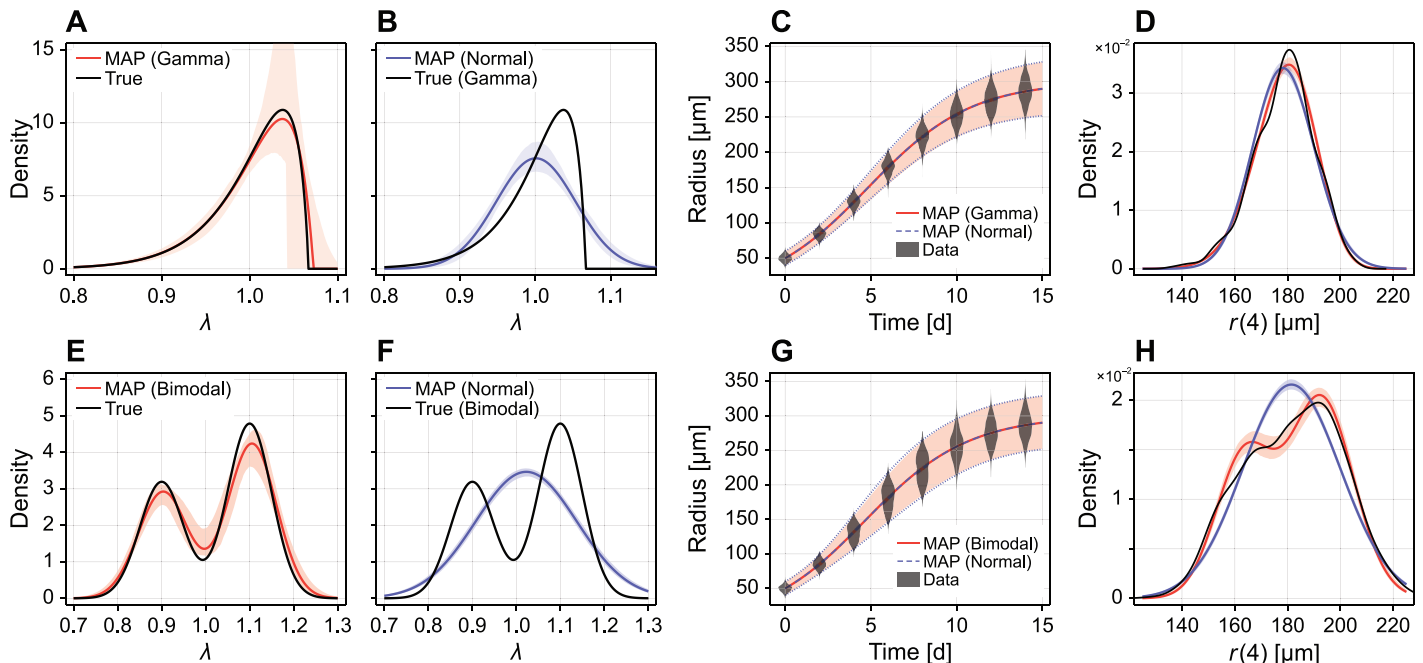 A
MAP (Gamma)
True
Density
15
10
5
0
0.8
0.9
1.0
1.1
λ
B
MAP (Normal)
True (Gamma)
0.8
0.9
1.0
1.1
λ
C
Radius [µm]
350
300
250
200
150
100
50
MAP (Gamma)
MAP (Normal)
Data
0
5
10
15
Time [d]
D
×10⁻²
Density
3
2
1
0
140
160
180
200
220
r(4) [µm]
E
MAP (Bimodal)
True
Density
6
5
4
3
2
1
0
0.7
0.8
0.9
1.0
1.1
1.2
1.3
λ
F
MAP (Normal)
True (Bimodal)
0.7
0.8
0.9
1.0
1.1
1.2
1.3
λ
G
Radius [µm]
350
300
250
200
150
100
50
MAP (Bimodal)
MAP (Normal)
Data
0
5
10
15
Time [d]
H
×10⁻²
Density
2
1
0
140
160
180
200
220
r(4) [µm]